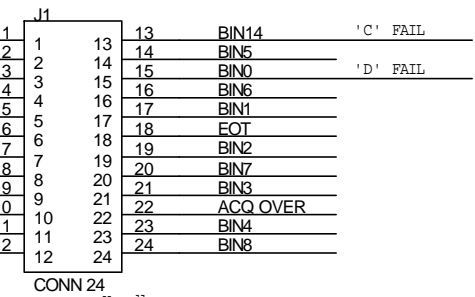 J1
1 1 13 13 BIN14 'C' FAIL
2 2 14 14 BIN5
3 3 15 15 BIN0 'D' FAIL
4 4 16 16 BIN6
5 5 17 17 BIN1
6 6 18 18 EOT
7 7 19 19 BIN2
8 8 20 20 BIN7
9 9 21 21 BIN3
0 10 22 22 ACQ OVER
1 11 23 23 BIN4
2 12 24 24 BIN8
CONN 24